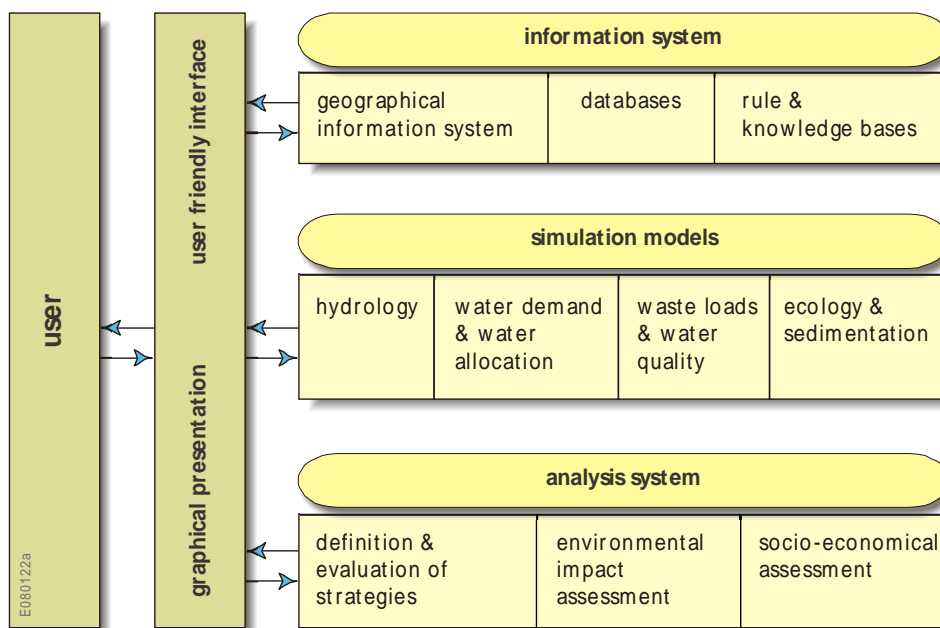 user
E080122a
user friendly interface
graphical presentation
information system
geographical
information system
databases
rule &
knowledge bases
simulation models
hydrology
water demand
& water
allocation
waste loads
& water
quality
ecology &
sedimentation
analysis system
definition &
evaluation of
strategies
environmental
impact
assessment
socio-economical
assessment